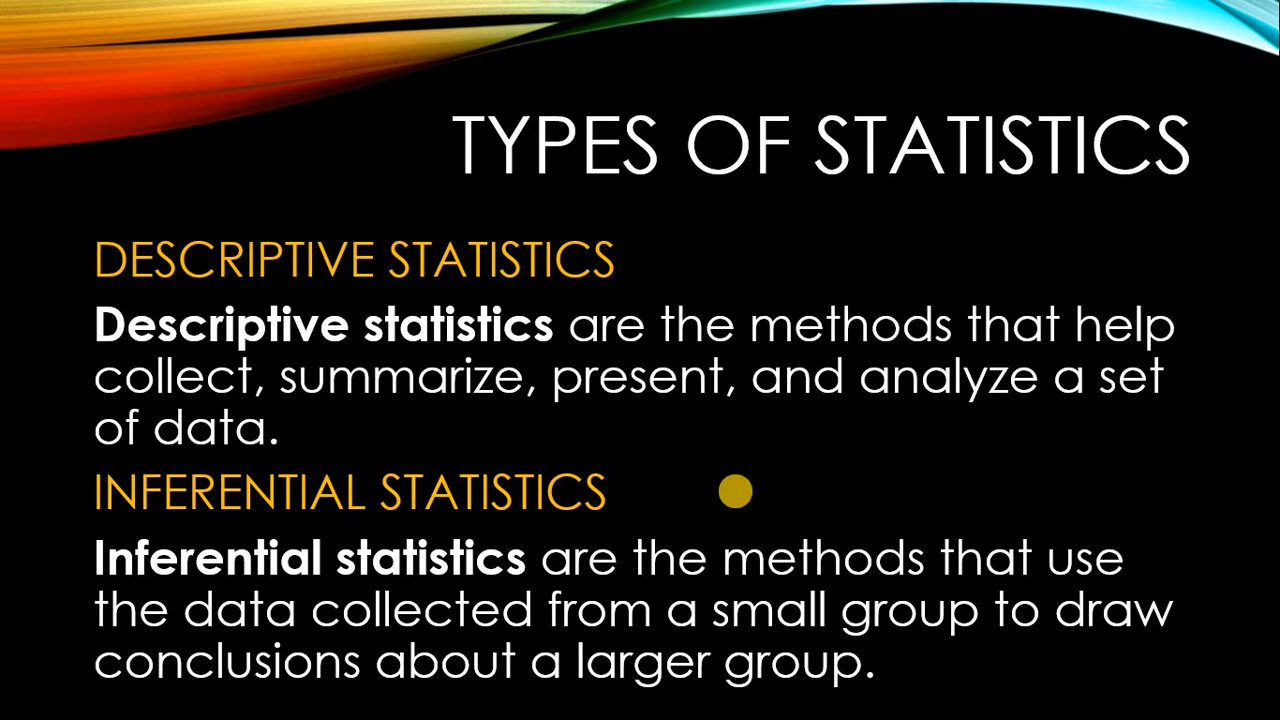 TYPES OF STATISTICS
DESCRIPTIVE STATISTICS
Descriptive statistics are the methods that help
collect, summarize, present, and analyze a set
of data.
INFERENTIAL STATISTICS
Inferential statistics are the methods that use
the data collected from a small group to draw
conclusions about a larger group.